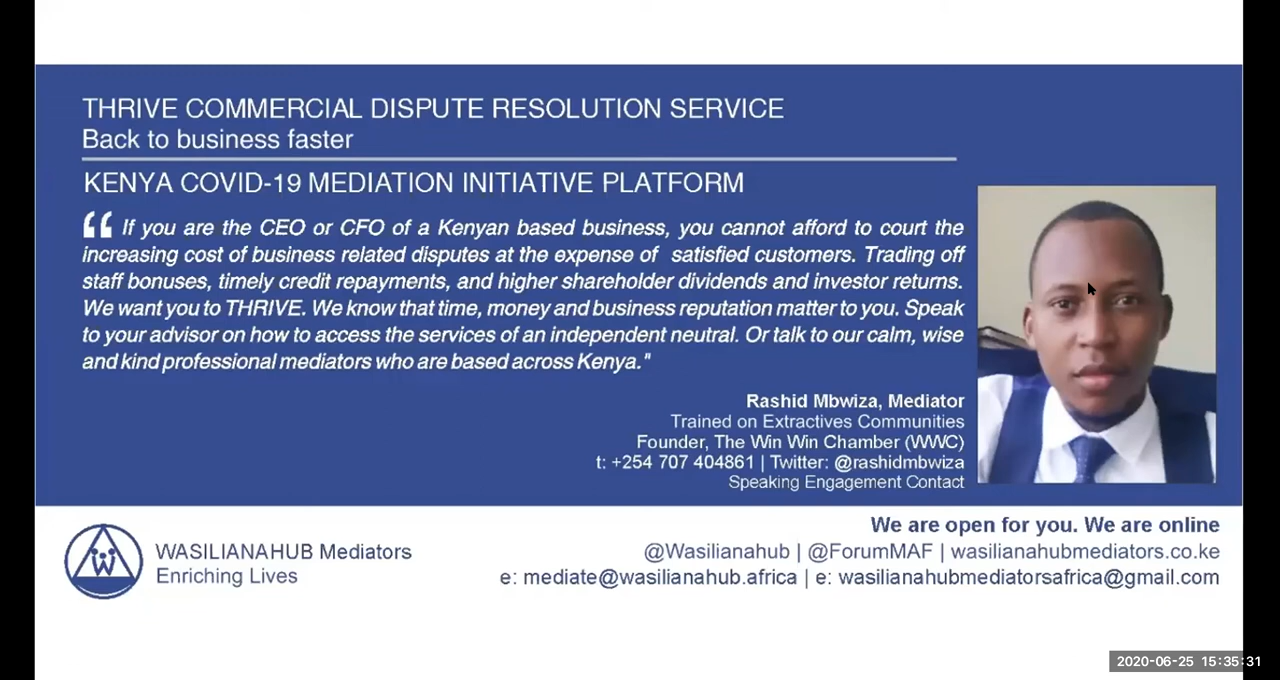 THRIVE COMMERCIAL DISPUTE RESOLUTION SERVICE
Back to business faster
KENYA COVID-19 MEDIATION INITIATIVE PLATFORM
“ If you are the CEO or CFO of a Kenyan based business, you cannot afford to court the
increasing cost of business related disputes at the expense of satisfied customers. Trading off
staff bonuses, timely credit repayments, and higher shareholder dividends and investor returns.
We want you to THRIVE. We know that time, money and business reputation matter to you. Speak
to your advisor on how to access the services of an independent neutral. Or talk to our calm, wise
and kind professional mediators who are based across Kenya."
Rashid Mbwiza, Mediator
Trained on Extractives Communities
Founder, The Win Win Chamber (WWC)
t: +254 707 404861 | Twitter: @rashidmbwiza
Speaking Engagement Contact
WASILIANAHUB Mediators
Enriching Lives
We are open for you. We are online
@Wasilianahub | @ForumMAF | wasilianahubmediators.co.ke
e: mediate@wasilianahub.africa | e: wasilianahubmediatorsafrica@gmail.com
2020-06-25 15:35:31